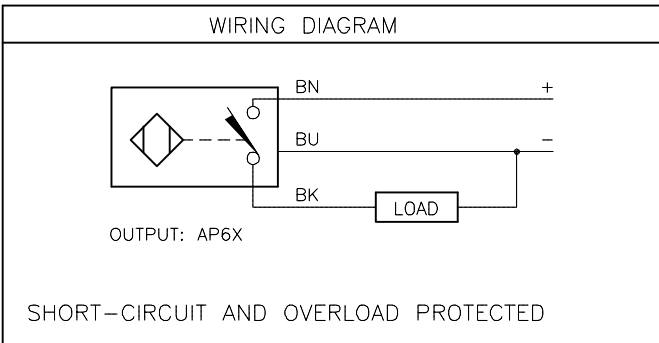 WIRING DIAGRAM
BN +
BU −
BK
LOAD
OUTPUT: AP6X
SHORT−CIRCUIT AND OVERLOAD PROTECTED